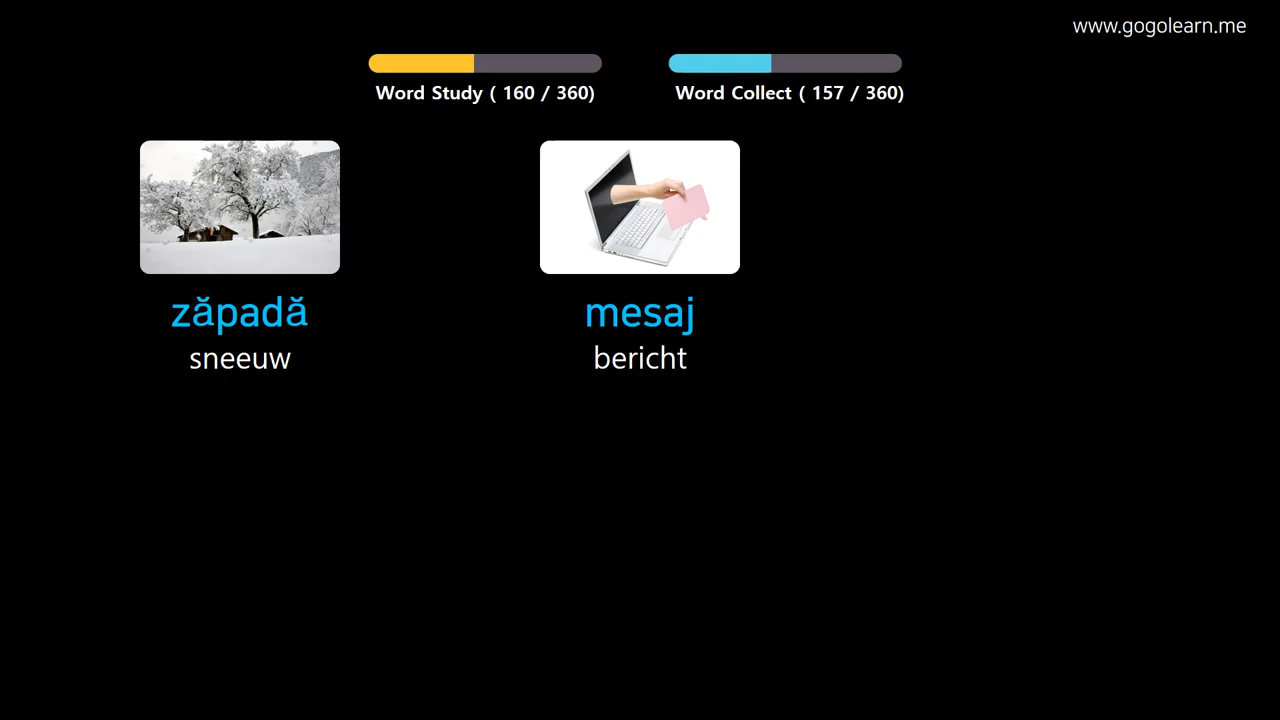 www.gogolearn.me
Word Study ( 160 / 360)
Word Collect ( 157 / 360)
zăpadă
sneeuw
mesaj
bericht